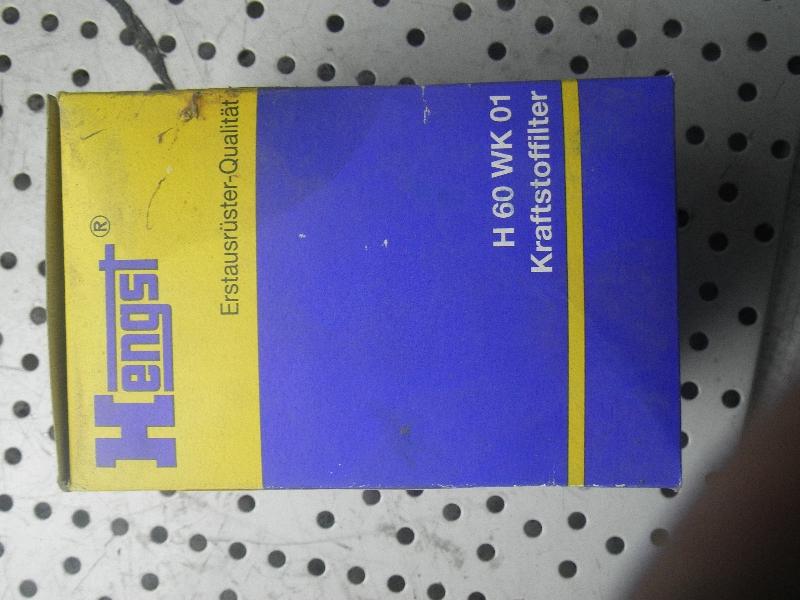 Hengst®
Erstausrüster-Qualität
H 60 WK 01
Kraftstoffilter